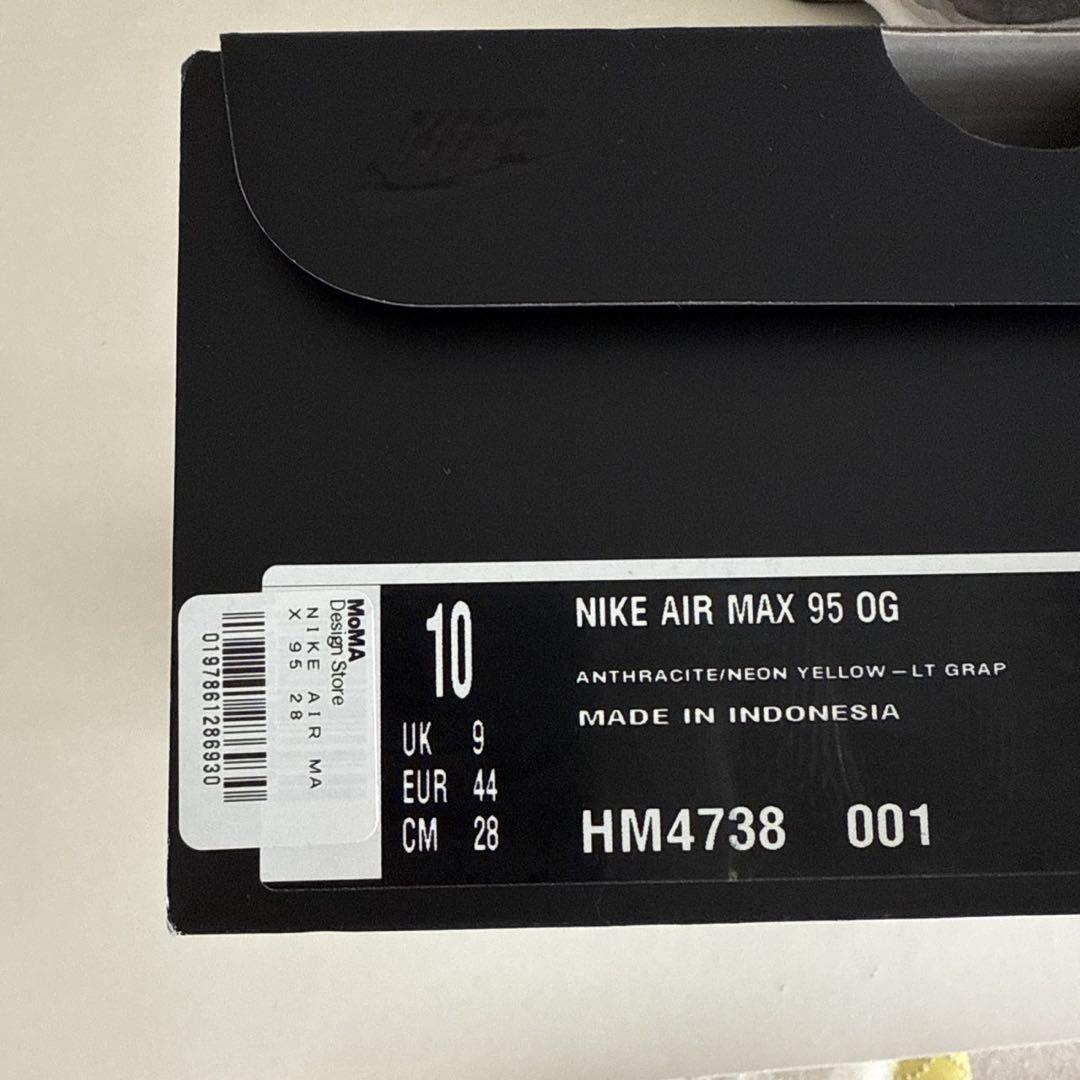 NIKE
MoMA
Design Store
NIKE AIR MA
X 95 28
0197861286930
10
UK 9
EUR 44
CM 28
NIKE AIR MAX 95 OG
ANTHRACITE/NEON YELLOW–LT GRAP
MADE IN INDONESIA
HM4738 001